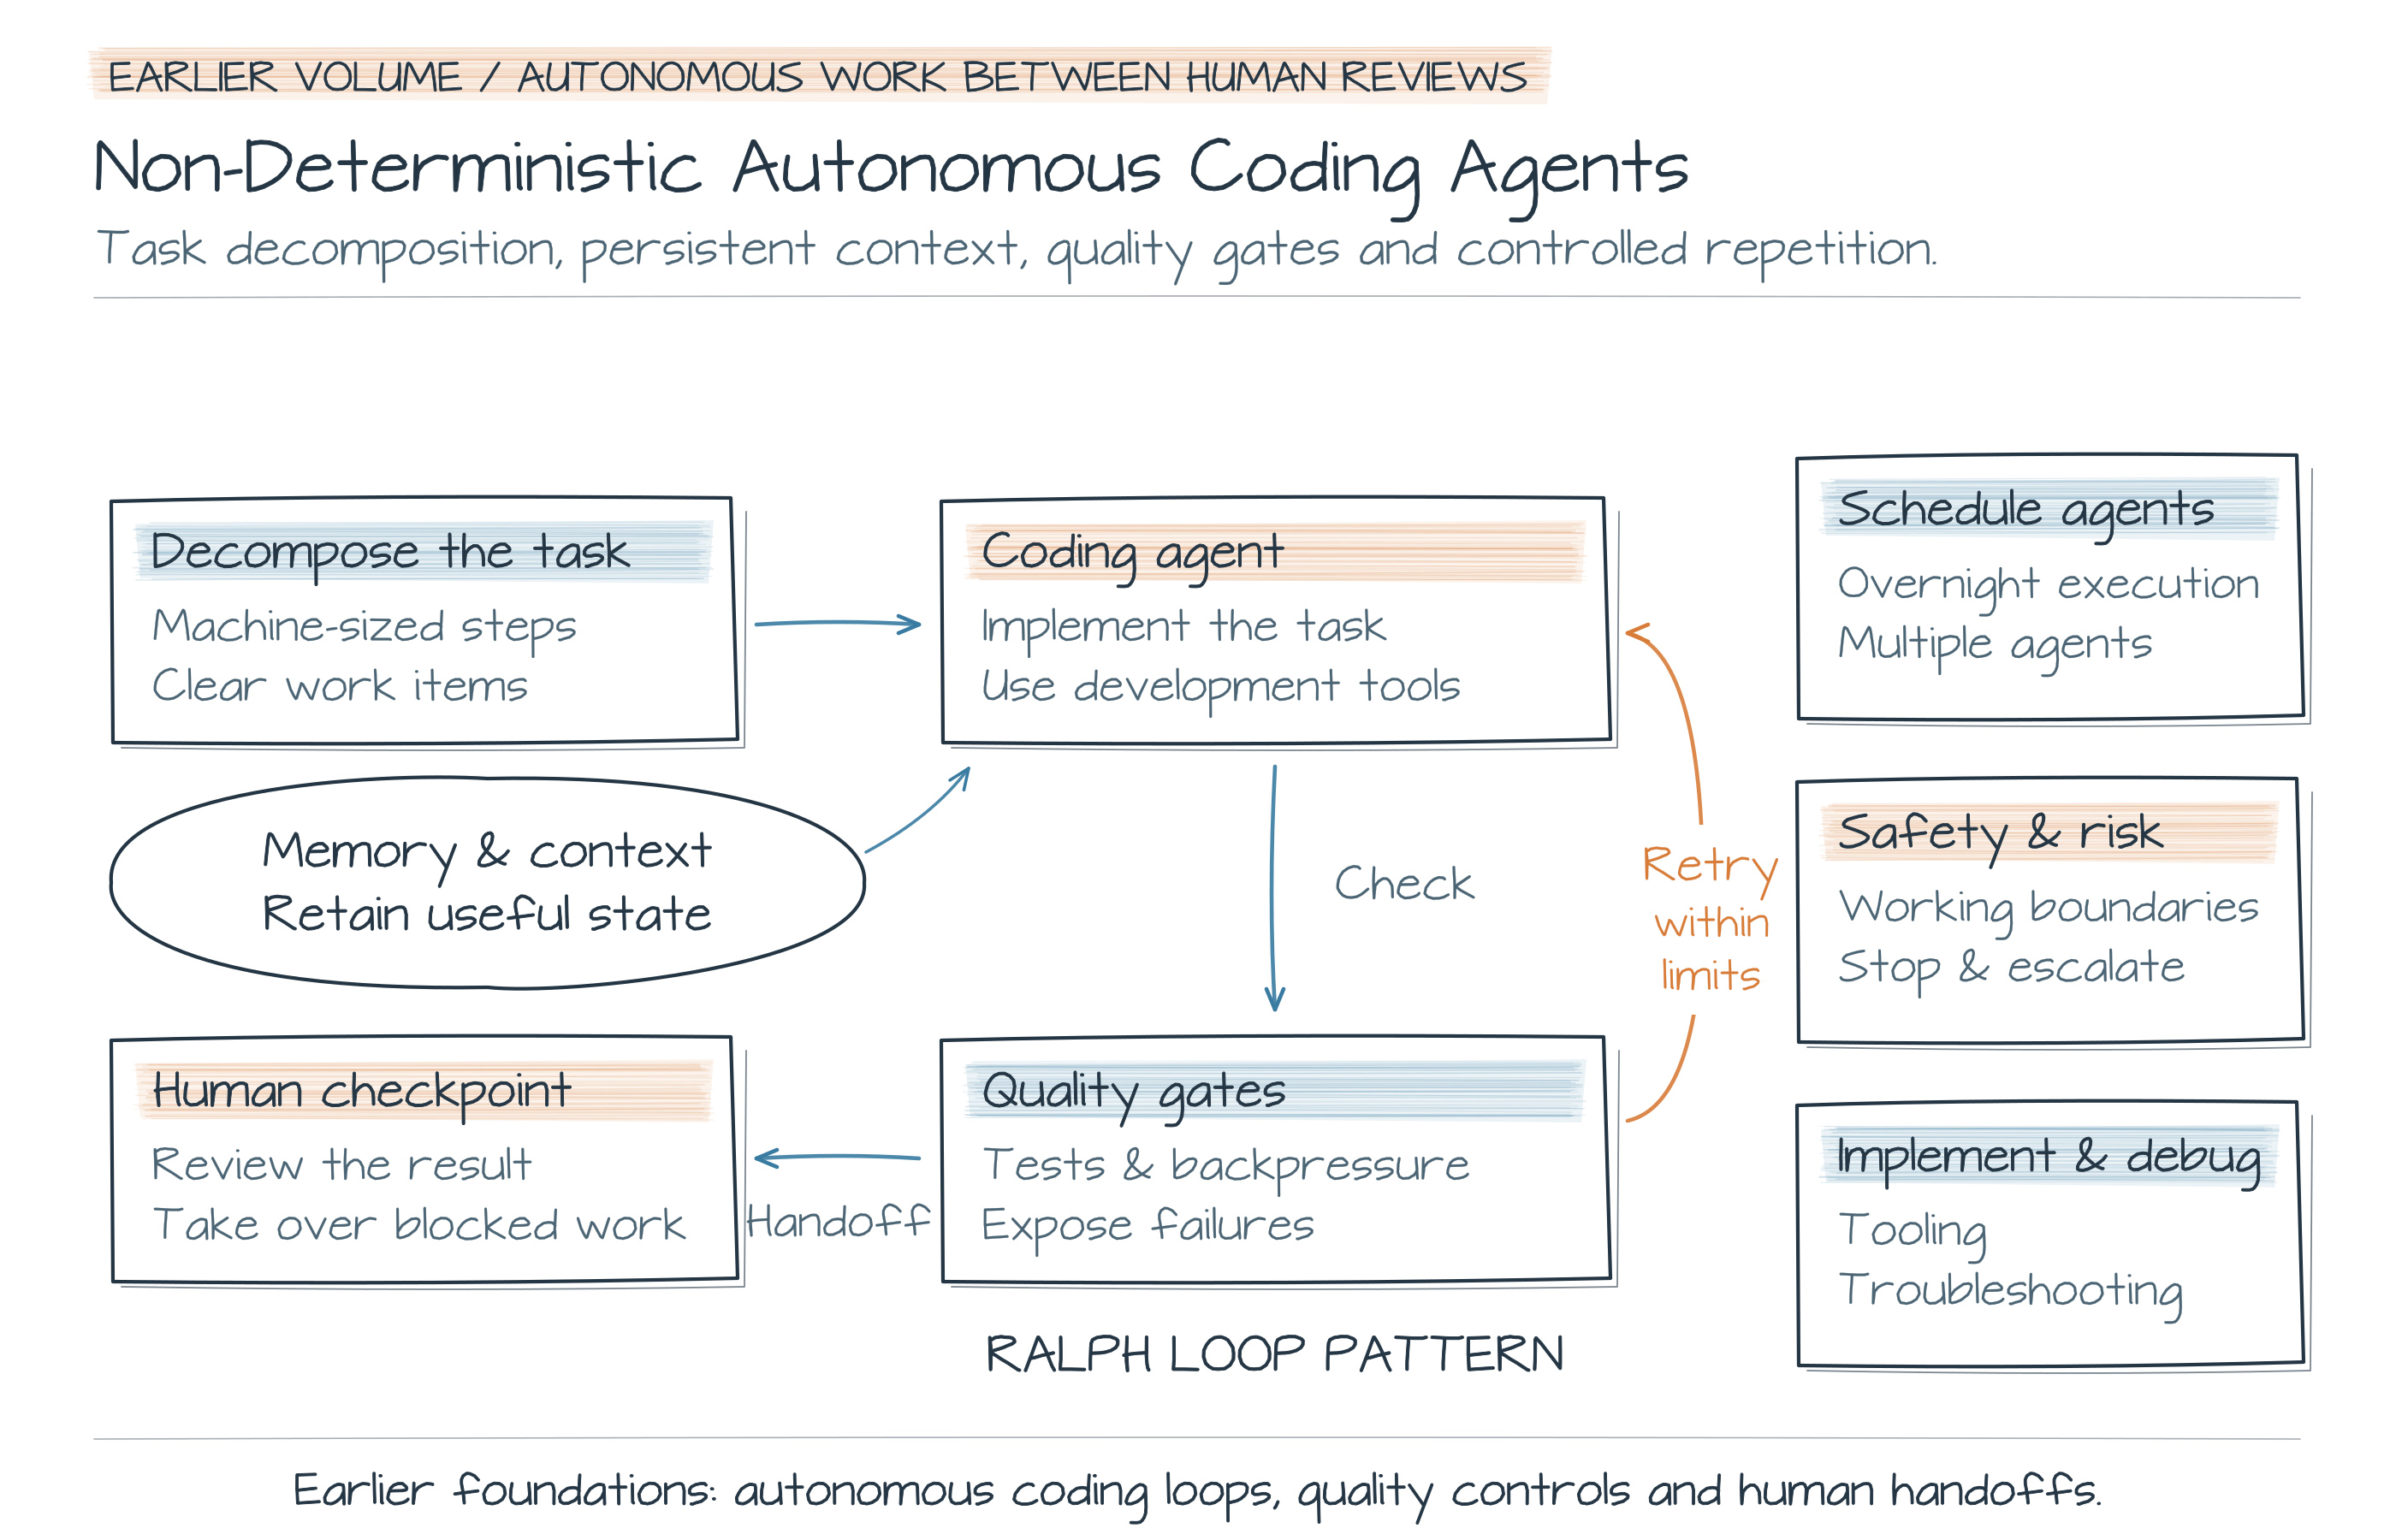 EARLIER VOLUME / AUTONOMOUS WORK BETWEEN HUMAN REVIEWS
Non-Deterministic Autonomous Coding Agents
Task decomposition, persistent context, quality gates and controlled repetition.
Decompose the task
Machine-sized steps
Clear work items
Coding agent
Implement the task
Use development tools
Schedule agents
Overnight execution
Multiple agents
Memory & context
Retain useful state
Check
Retry
within
limits
Safety & risk
Working boundaries
Stop & escalate
Human checkpoint
Review the result
Take over blocked work
Handoff
Quality gates
Tests & backpressure
Expose failures
Implement & debug
Tooling
Troubleshooting
RALPH LOOP PATTERN
Earlier foundations: autonomous coding loops, quality controls and human handoffs.